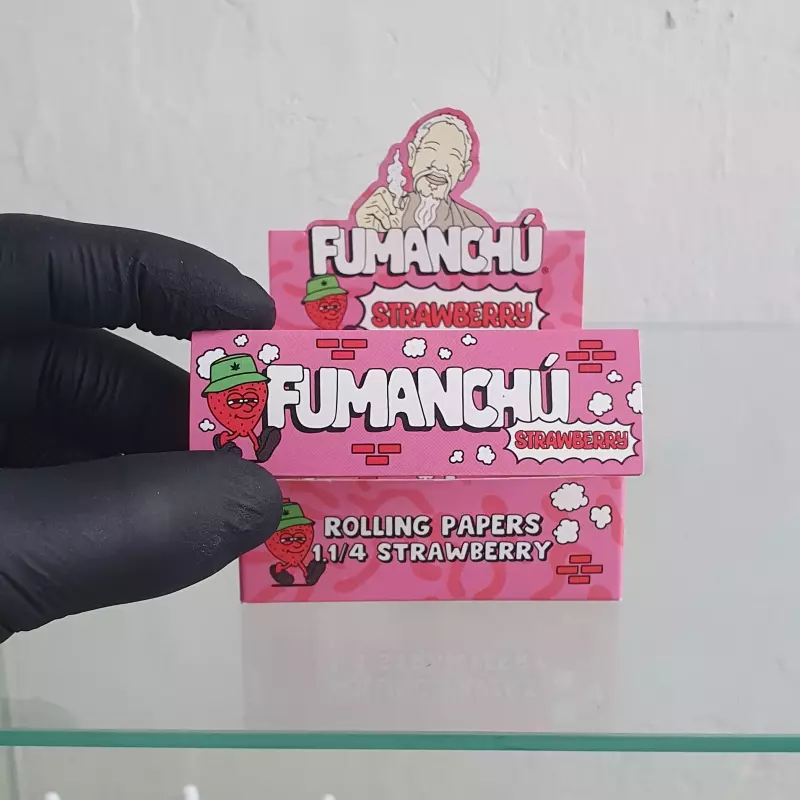 FUMANCHÚ
STRAWBERRY
FUMANCHÚ
STRAWBERRY
ROLLING PAPERS
1.1/4 STRAWBERRY